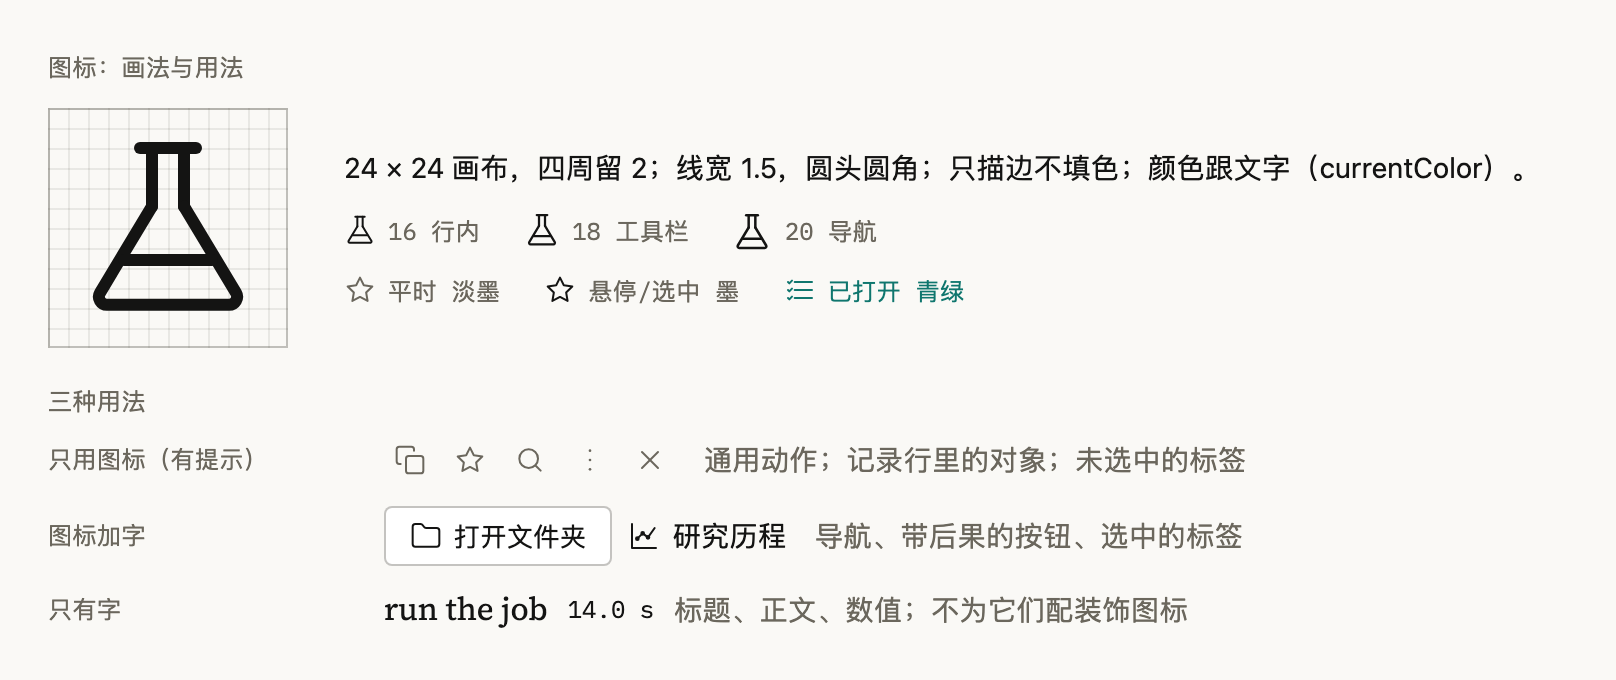 图标：画法与用法
24 × 24 画布，四周留 2；线宽 1.5，圆头圆角；只描边不填色；颜色跟文字（currentColor）。
16 行内 18 工具栏 20 导航
平时 淡墨 悬停/选中 墨 已打开 青绿
三种用法
只用图标（有提示） 通用动作；记录行里的对象；未选中的标签
图标加字 打开文件夹 研究历程 导航、带后果的按钮、选中的标签
只有字 run the job 14.0 s 标题、正文、数值；不为它们配装饰图标